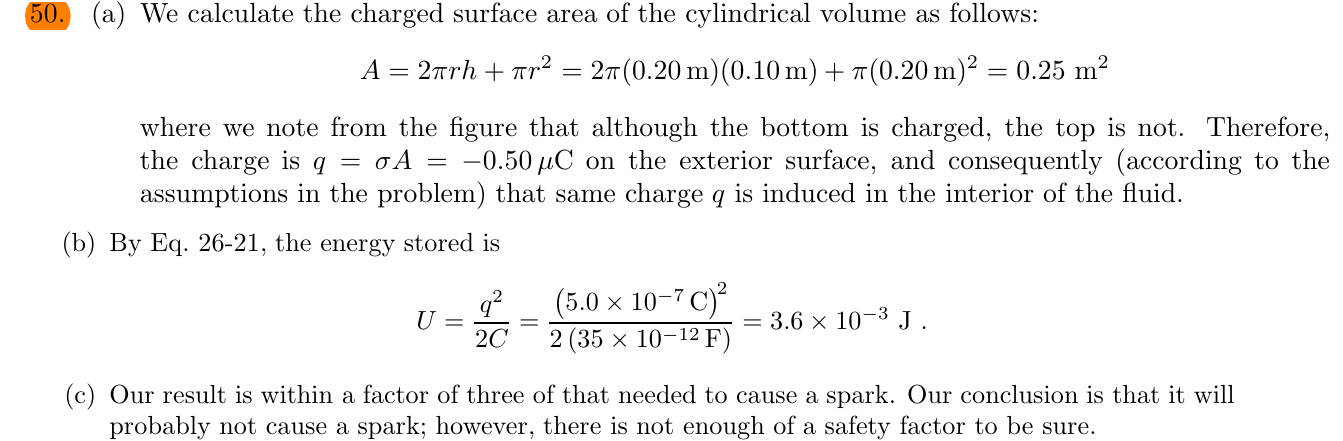 50. (a) We calculate the charged surface area of the cylindrical volume as follows:
A = 2πrh + πr² = 2π(0.20 m)(0.10 m) + π(0.20 m)² = 0.25 m²
where we note from the figure that although the bottom is charged, the top is not. Therefore,
the charge is q = σA = −0.50 μC on the exterior surface, and consequently (according to the
assumptions in the problem) that same charge q is induced in the interior of the fluid.
(b) By Eq. 26-21, the energy stored is
U = q²/2C = (5.0 × 10⁻⁷ C)²/2 (35 × 10⁻¹² F) = 3.6 × 10⁻³ J .
(c) Our result is within a factor of three of that needed to cause a spark. Our conclusion is that it will
probably not cause a spark; however, there is not enough of a safety factor to be sure.